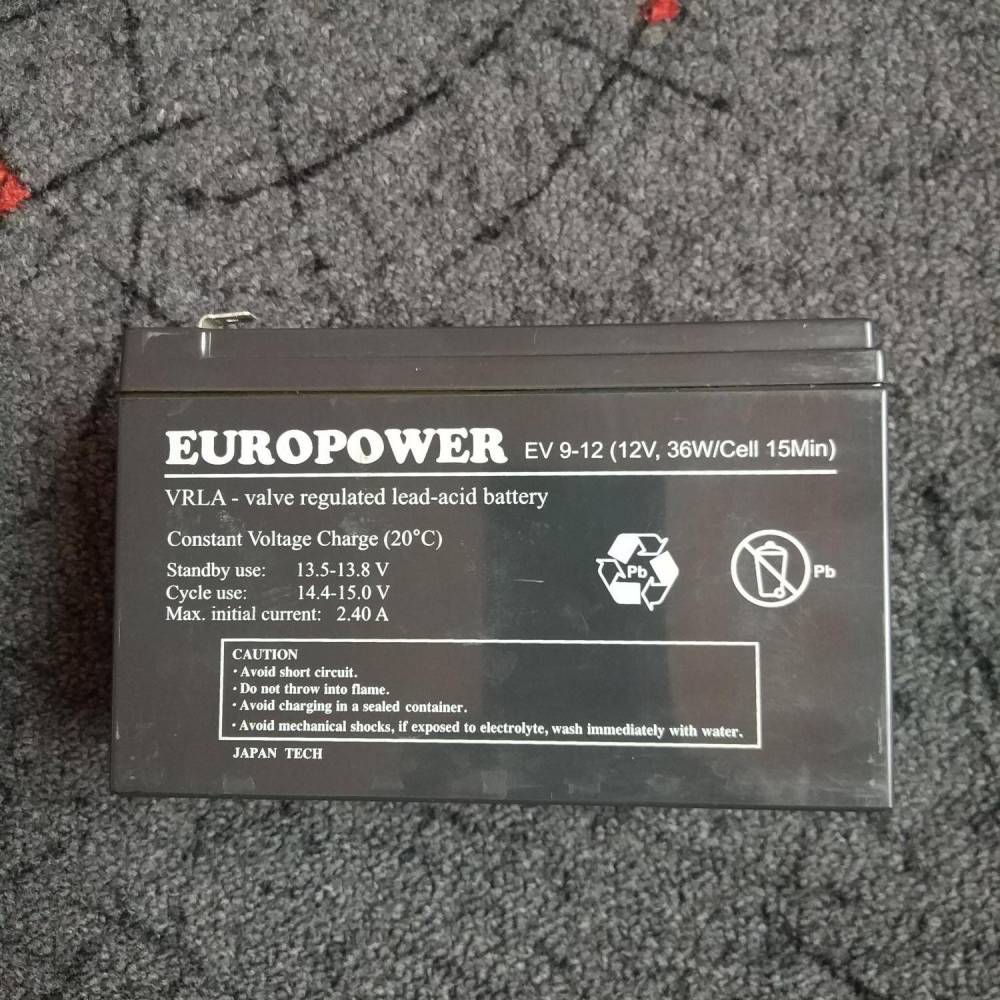 EUROPOWER EV 9-12 (12V, 36W/Cell 15Min)
VRLA - valve regulated lead-acid battery
Constant Voltage Charge (20°C)
Standby use: 13.5-13.8 V
Cycle use: 14.4-15.0 V
Max. initial current: 2.40 A
Pb
Pb
CAUTION
· Avoid short circuit.
· Do not throw into flame.
· Avoid charging in a sealed container.
· Avoid mechanical shocks, if exposed to electrolyte, wash immediately with water.
JAPAN TECH